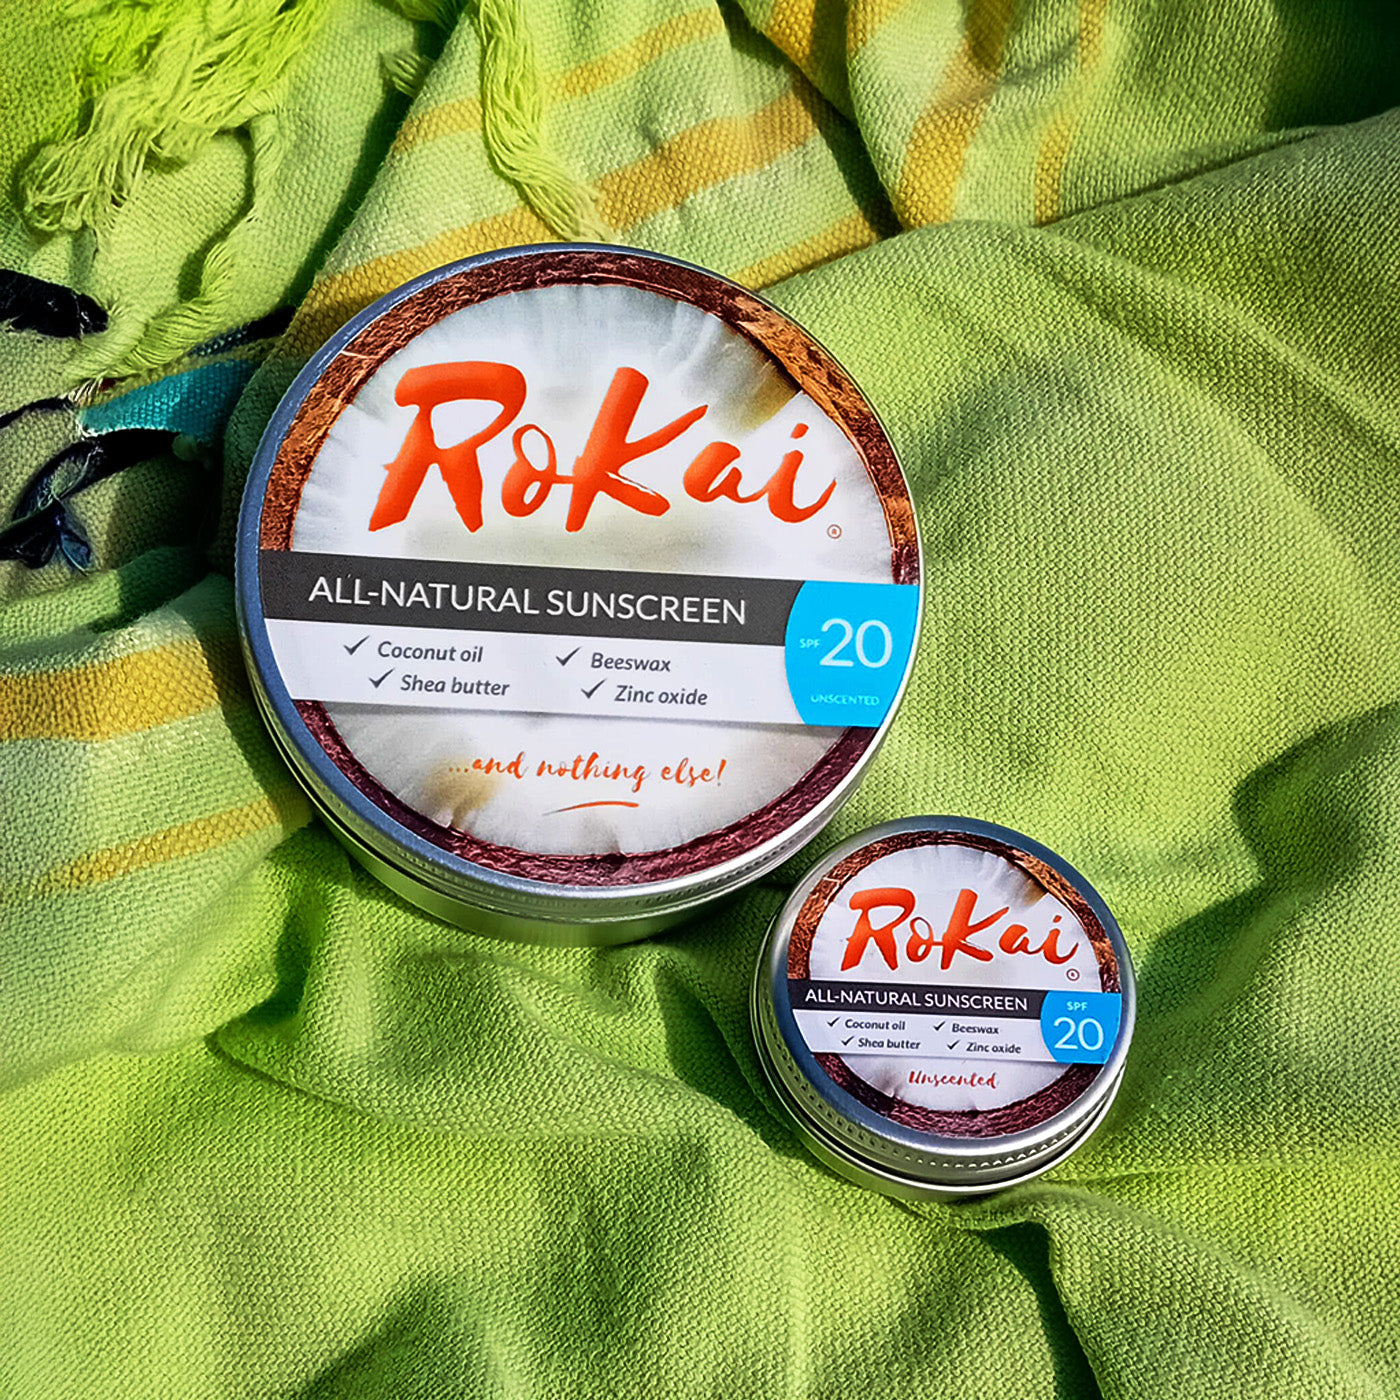 RoKai
®
ALL-NATURAL SUNSCREEN
✓ Coconut oil ✓ Beeswax
✓ Shea butter ✓ Zinc oxide
SPF 20
UNSCENTED
...and nothing else!
RoKai
®
ALL-NATURAL SUNSCREEN
✓ Coconut oil ✓ Beeswax
✓ Shea butter ✓ Zinc oxide
SPF
20
Unscented